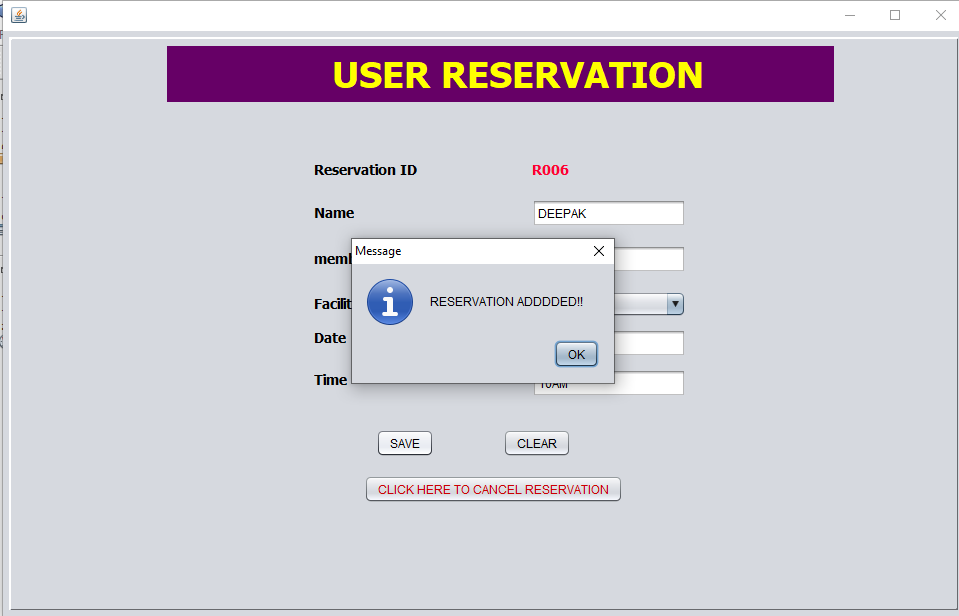 USER RESERVATION
Reservation ID R006
Name DEEPAK
Message
RESERVATION ADDDDED!!
OK
Date
Time 10AM
SAVE CLEAR
CLICK HERE TO CANCEL RESERVATION